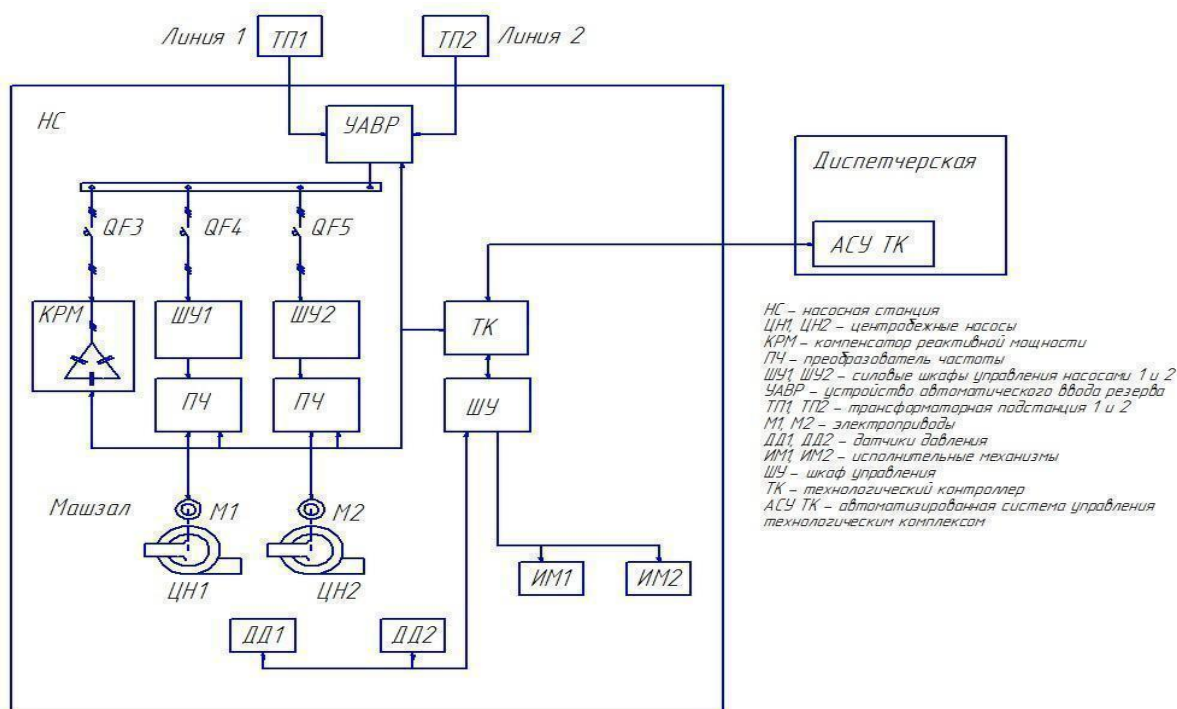 Линия 1
ТП1
ТП2
Линия 2
НС
УАВР
Диспетчерская
АСУ ТК
QF3
QF4
QF5
КРМ
ШУ1
ШУ2
ТК
ПЧ
ПЧ
ШУ
Машзал
М1
М2
ЦН1
ЦН2
ИМ1
ИМ2
ДД1
ДД2
НС – насосная станция
ЦН1, ЦН2 – центробежные насосы
КРМ – компенсатор реактивной мощности
ПЧ – преобразователь частоты
ШУ1, ШУ2 – силовые шкафы управления насосами 1 и 2
УАВР – устройство автоматического ввода резерва
ТП1, ТП2 – трансформаторная подстанция 1 и 2
М1, М2 – электроприводы
ДД1, ДД2 – датчики давления
ИМ1, ИМ2 – исполнительные механизмы
ШУ – шкаф управления
ТК – технологический контроллер
АСУ ТК – автоматизированная система управления
технологическим комплексом